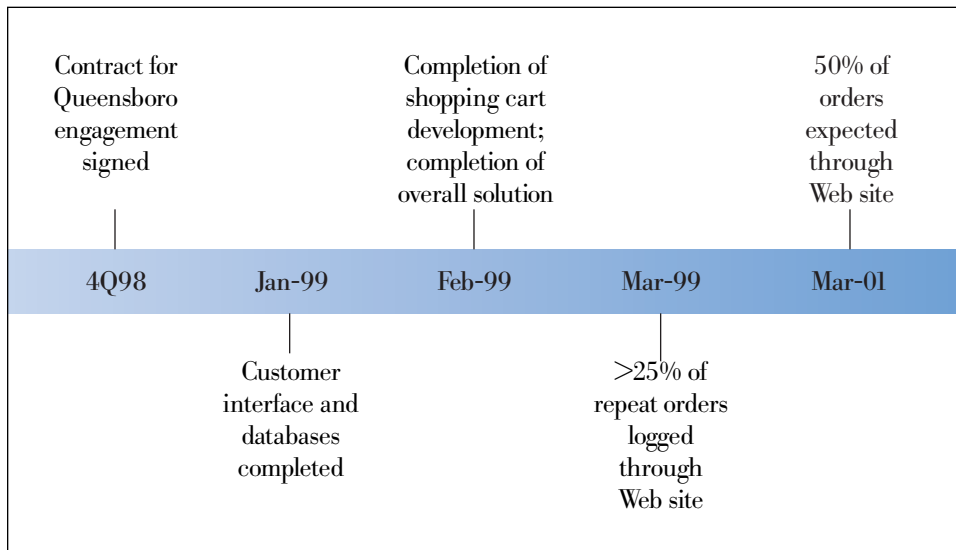 Contract for
Queensboro
engagement
signed
Completion of
shopping cart
development;
completion of
overall solution
50% of
orders
expected
through
Web site
4Q98
Jan-99
Feb-99
Mar-99
Mar-01
Customer
interface and
databases
completed
>25% of
repeat orders
logged
through
Web site